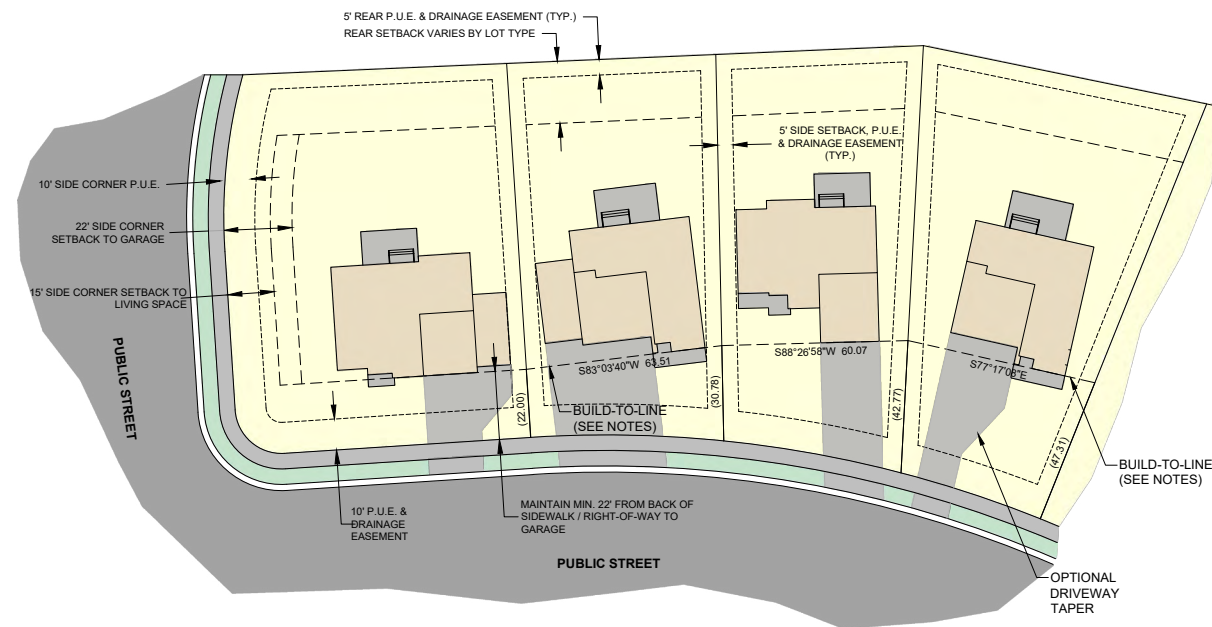 5' REAR P.U.E. & DRAINAGE EASEMENT (TYP.)
REAR SETBACK VARIES BY LOT TYPE
5' SIDE SETBACK, P.U.E.
& DRAINAGE EASEMENT
(TYP.)
10' SIDE CORNER P.U.E.
22' SIDE CORNER
SETBACK TO GARAGE
15' SIDE CORNER SETBACK TO
LIVING SPACE
PUBLIC STREET
S83°03'40"W 63.51
S88°26'58"W 60.07
S77°17'08"E
(22.00)
(30.78)
(42.77)
(47.31)
BUILD-TO-LINE
(SEE NOTES)
BUILD-TO-LINE
(SEE NOTES)
10' P.U.E. &
DRAINAGE
EASEMENT
MAINTAIN MIN. 22' FROM BACK OF
SIDEWALK / RIGHT-OF-WAY TO
GARAGE
PUBLIC STREET
OPTIONAL
DRIVEWAY
TAPER